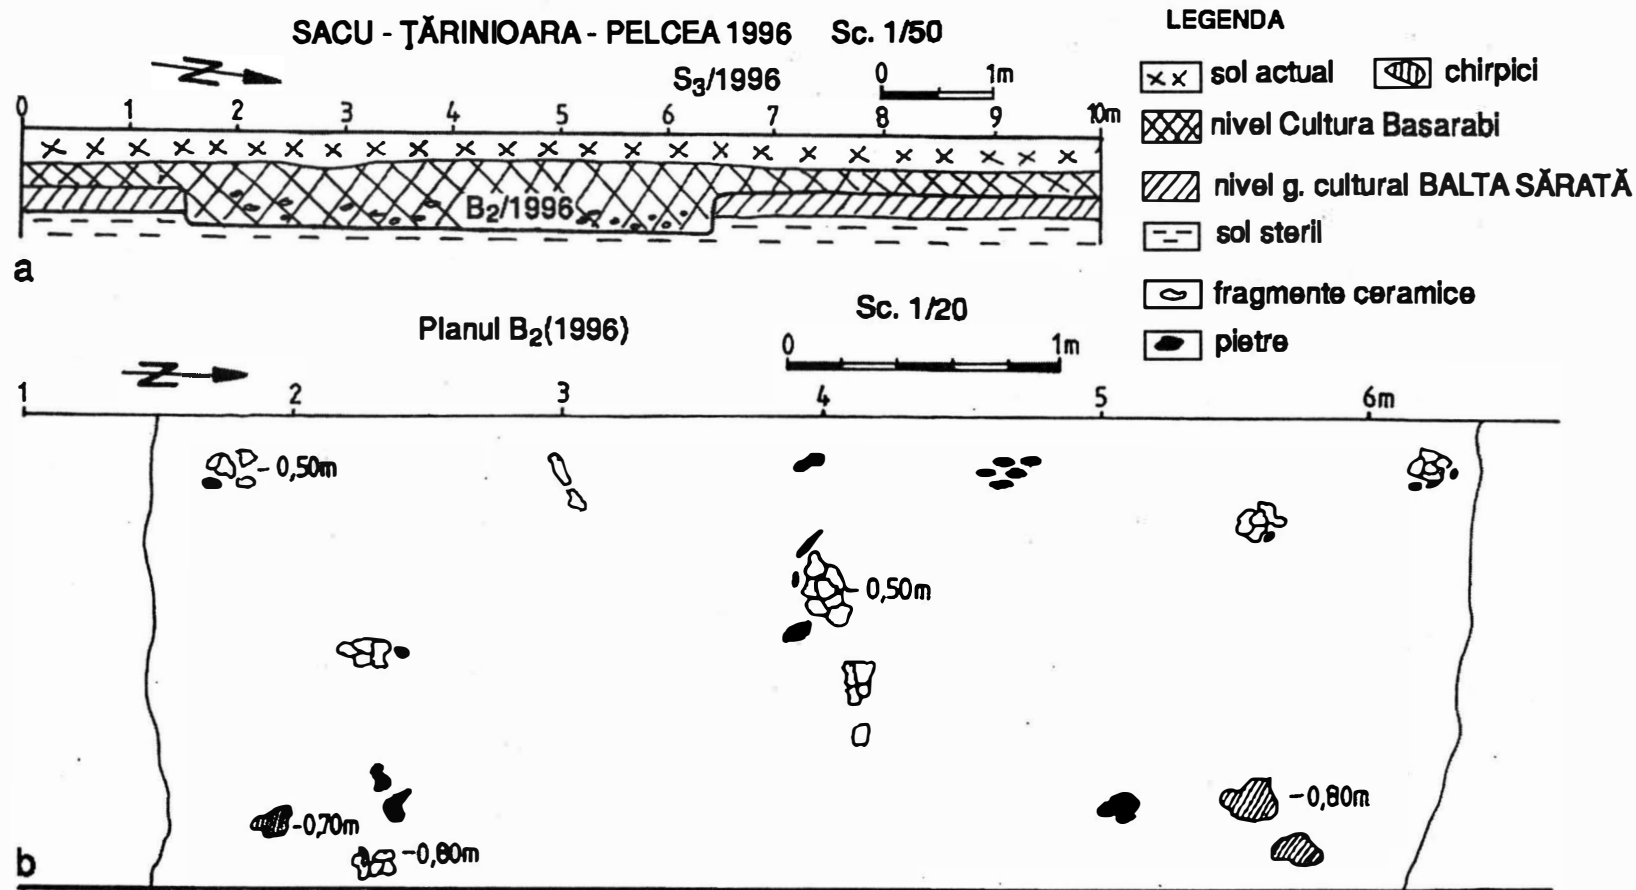 SACU - ŢĂRINIOARA - PELCEA 1996 Sc. 1/50
N
S3/1996
0 1m
0 1 2 3 4 5 6 7 8 9 10m
B2/1996
a
LEGENDA
sol actual
chirpici
nivel Cultura Basarabi
nivel g. cultural BALTA SĂRATĂ
sol steril
fragmente ceramice
pietre
Planul B2(1996)
Sc. 1/20
0 1m
N
1 2 3 4 5 6m
- 0,50m
- 0,50m
-0,80m
-0,70m
-0,80m
b